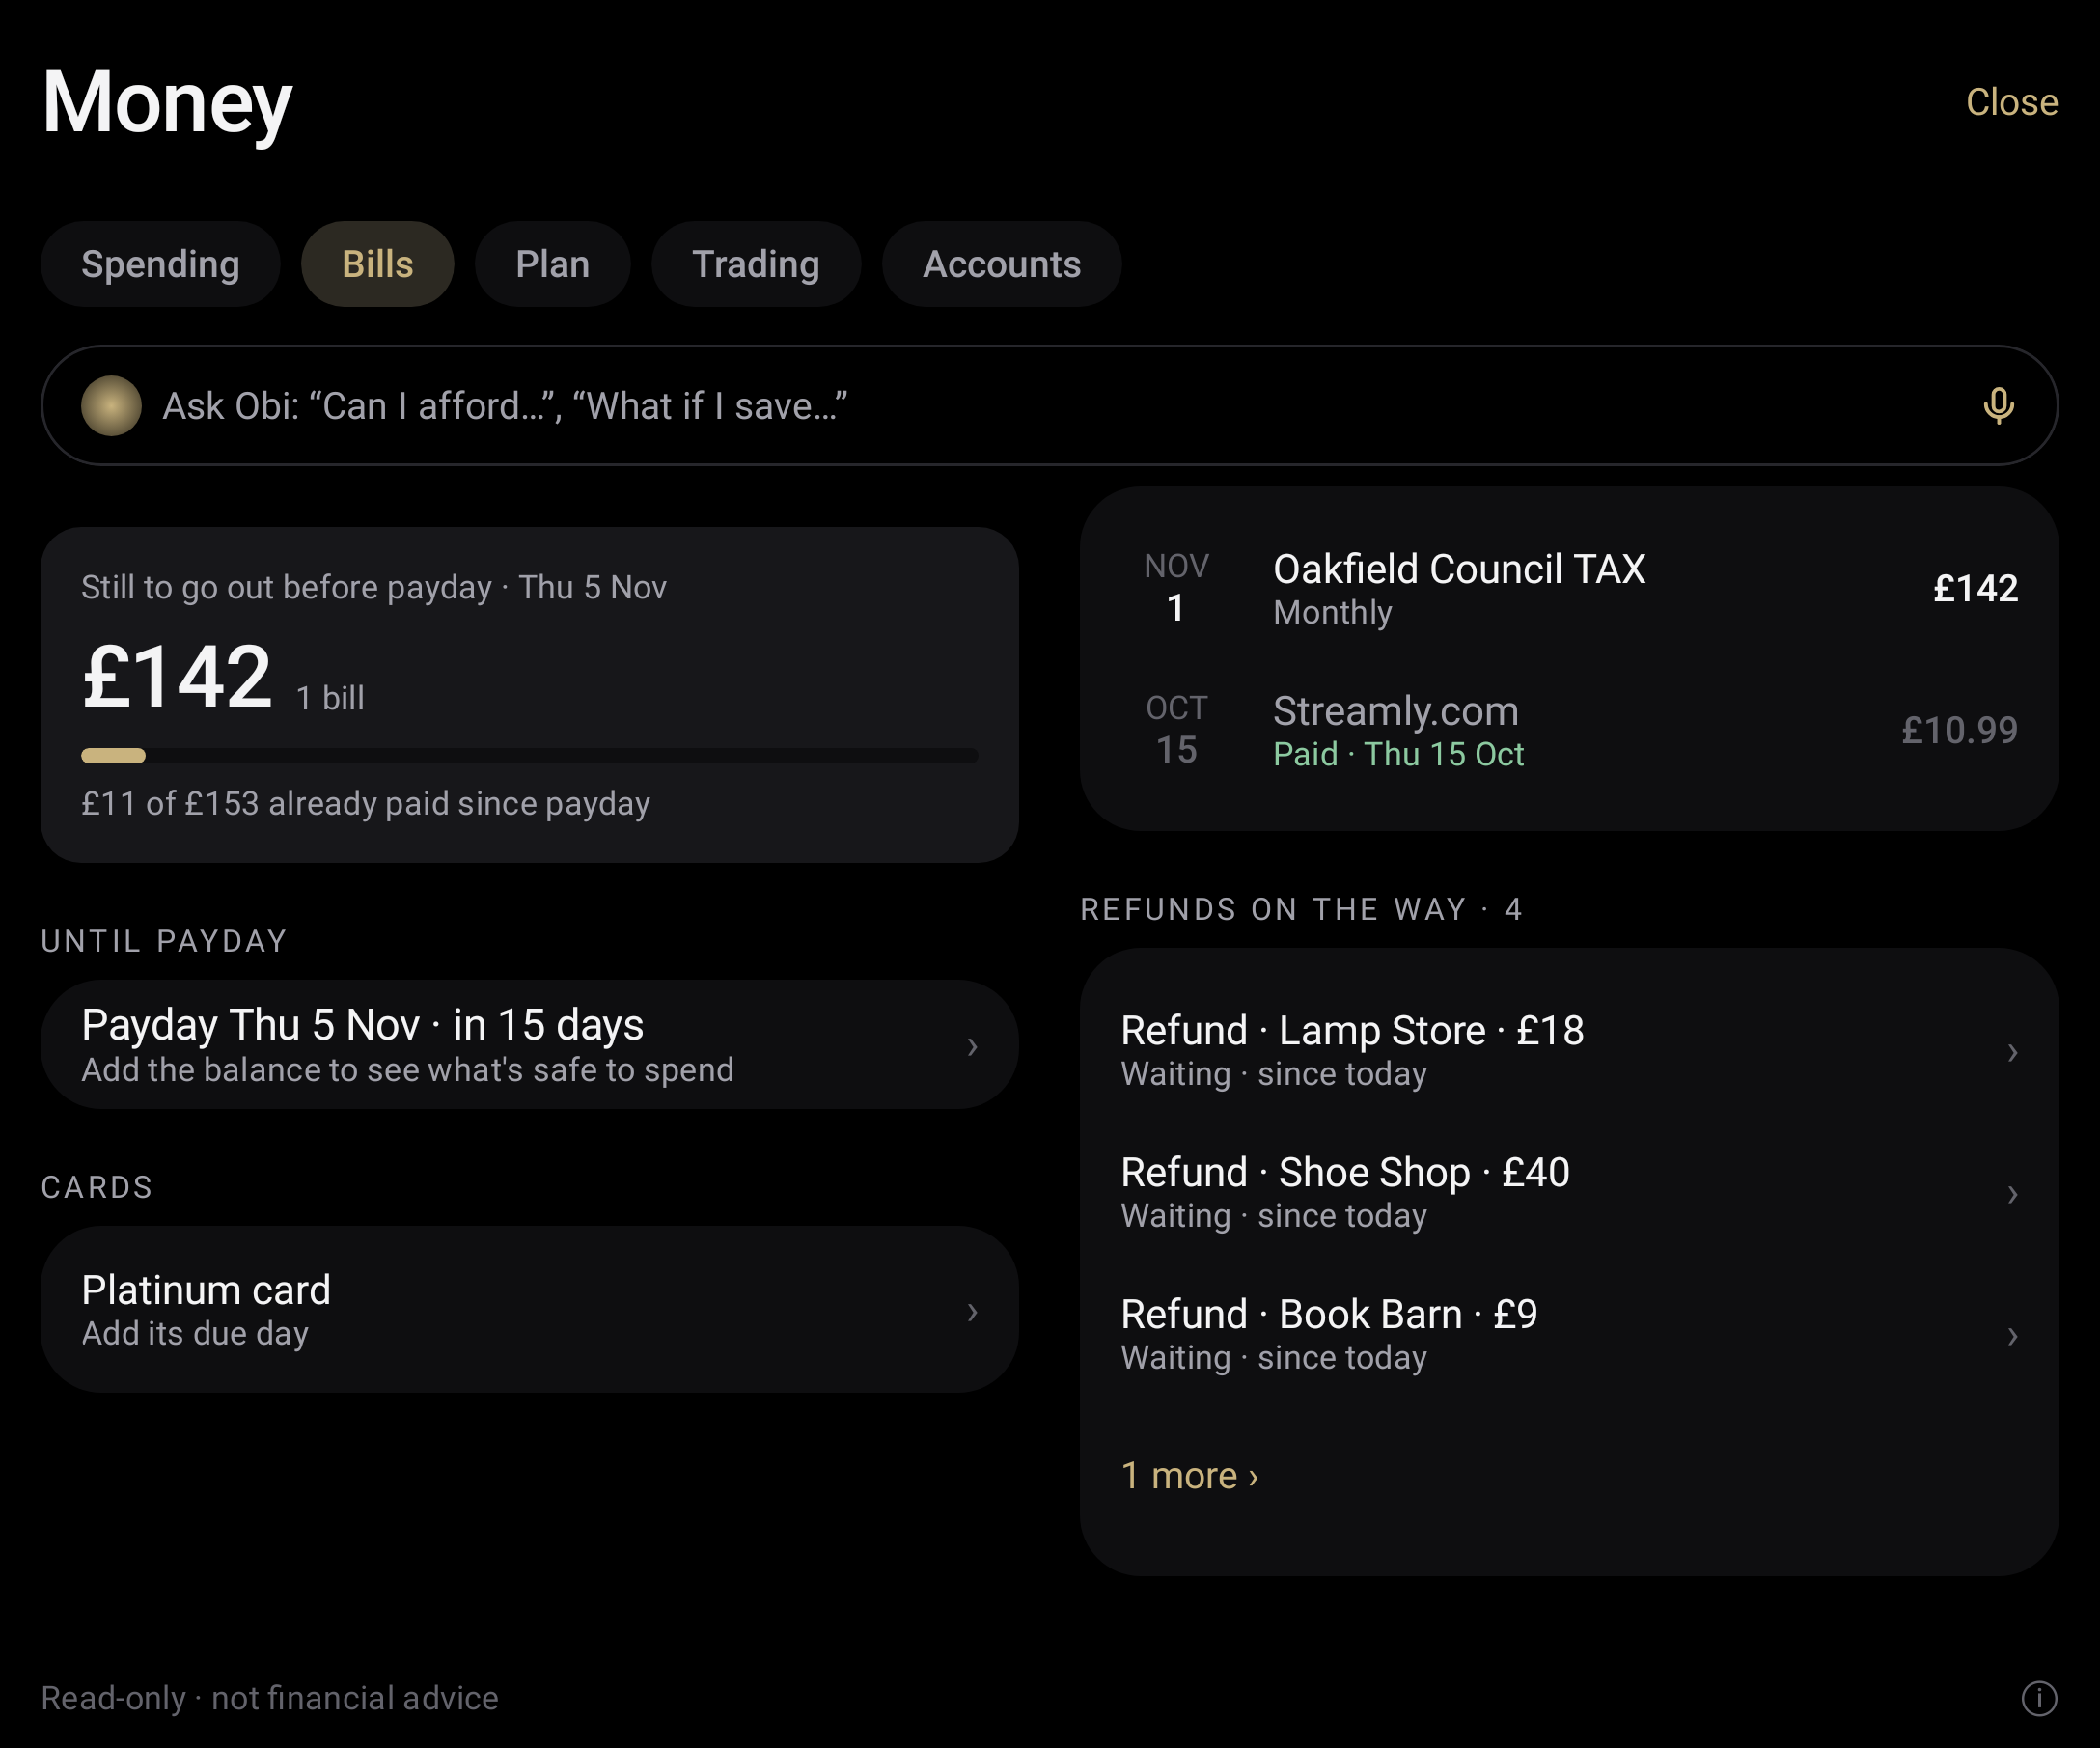 Money
Close
Spending
Bills
Plan
Trading
Accounts
Ask Obi: “Can I afford…”, “What if I save…”
Still to go out before payday · Thu 5 Nov
£142 1 bill
£11 of £153 already paid since payday
UNTIL PAYDAY
Payday Thu 5 Nov · in 15 days
Add the balance to see what's safe to spend
›
CARDS
Platinum card
Add its due day
›
NOV
1
Oakfield Council TAX
Monthly
£142
OCT
15
Streamly.com
Paid · Thu 15 Oct
£10.99
REFUNDS ON THE WAY · 4
Refund · Lamp Store · £18
Waiting · since today
›
Refund · Shoe Shop · £40
Waiting · since today
›
Refund · Book Barn · £9
Waiting · since today
›
1 more ›
Read-only · not financial advice